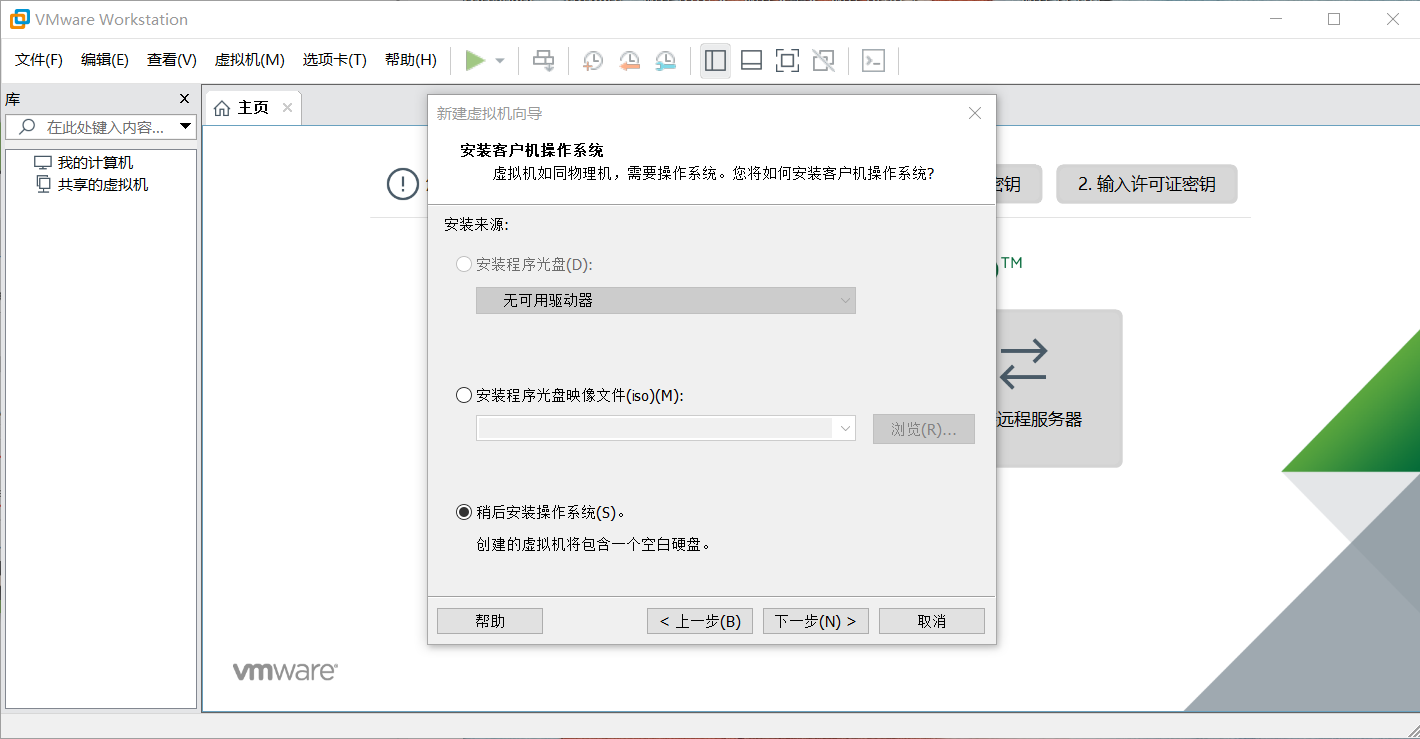 VMware Workstation
文件(F) 编辑(E) 查看(V) 虚拟机(M) 选项卡(T) 帮助(H)
库
在此处键入内容...
我的计算机
共享的虚拟机
主页
密钥
2. 输入许可证密钥
TM
远程服务器
新建虚拟机向导
安装客户机操作系统
虚拟机如同物理机，需要操作系统。您将如何安装客户机操作系统?
安装来源:
安装程序光盘(D):
无可用驱动器
安装程序光盘映像文件(iso)(M):
浏览(R)...
稍后安装操作系统(S)。
创建的虚拟机将包含一个空白硬盘。
帮助 < 上一步(B) 下一步(N) > 取消
vmware